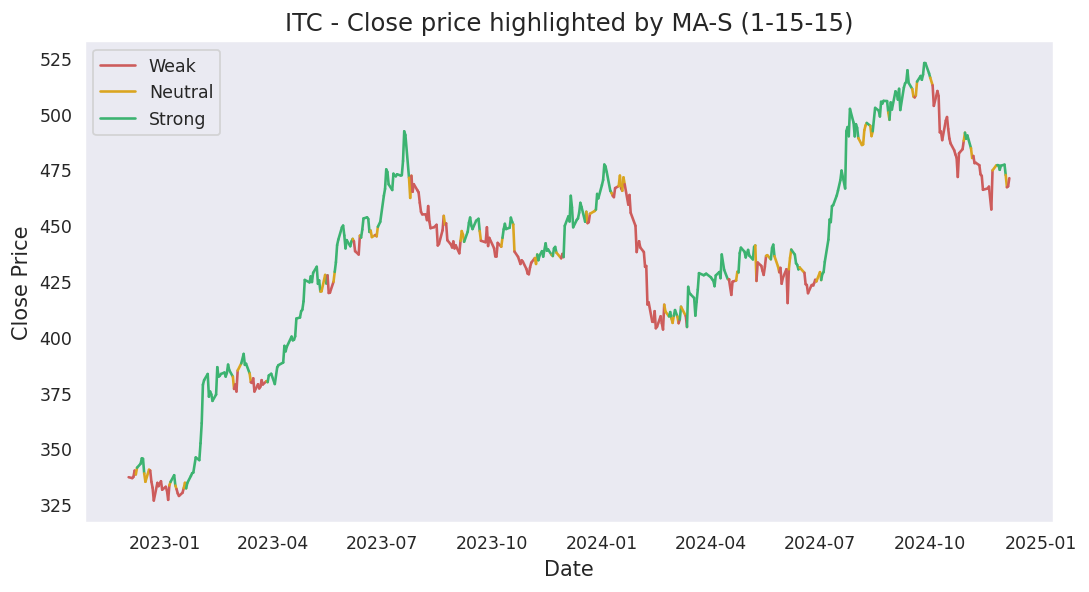 ITC - Close price highlighted by MA-S (1-15-15)
Weak
Neutral
Strong
Close Price
525
500
475
450
425
400
375
350
325
2023-01 2023-04 2023-07 2023-10 2024-01 2024-04 2024-07 2024-10 2025-01
Date